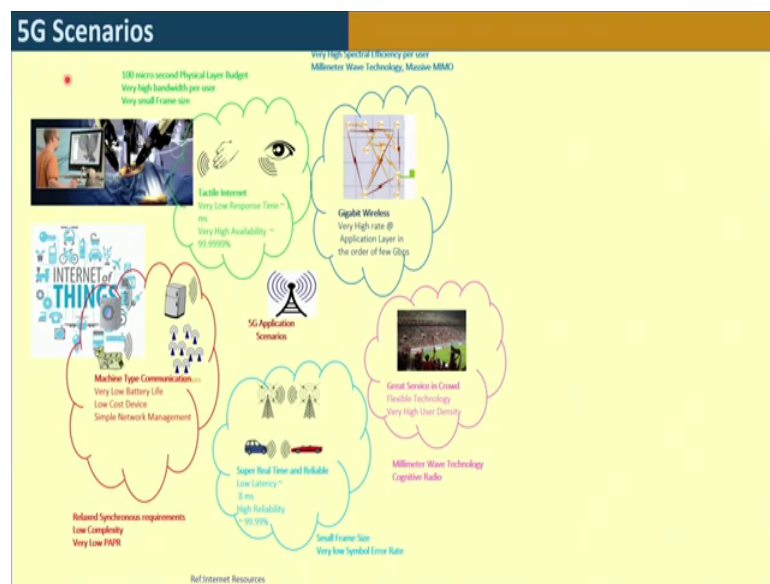 5G Scenarios
Very High Spectral Efficiency per user
Millimeter Wave Technology, Massive MIMO
100 micro second Physical Layer Budget
Very high bandwidth per user
Very small Frame size
Tactile Internet
Very Low Response Time ~ 1
ms
Very High Availability ~
99.9999%
Gigabit Wireless
Very High rate @
Application Layer in
the order of few Gbps
INTERNET of
THINGS
5G Application
Scenarios
Machine Type Communication....
Very Low Battery Life
Low Cost Device
Simple Network Management
Great Service in Crowd
Flexible Technology
Very High User Density
Super Real Time and Reliable
Low Latency ~
8 ms
High Reliability
~ 99.99%
Millimeter Wave Technology
Cognitive Radio
Relaxed Synchronous requirements
Low Complexity
Very Low PAPR
Small Frame Size
Very low Symbol Error Rate
Ref:Internet Resources